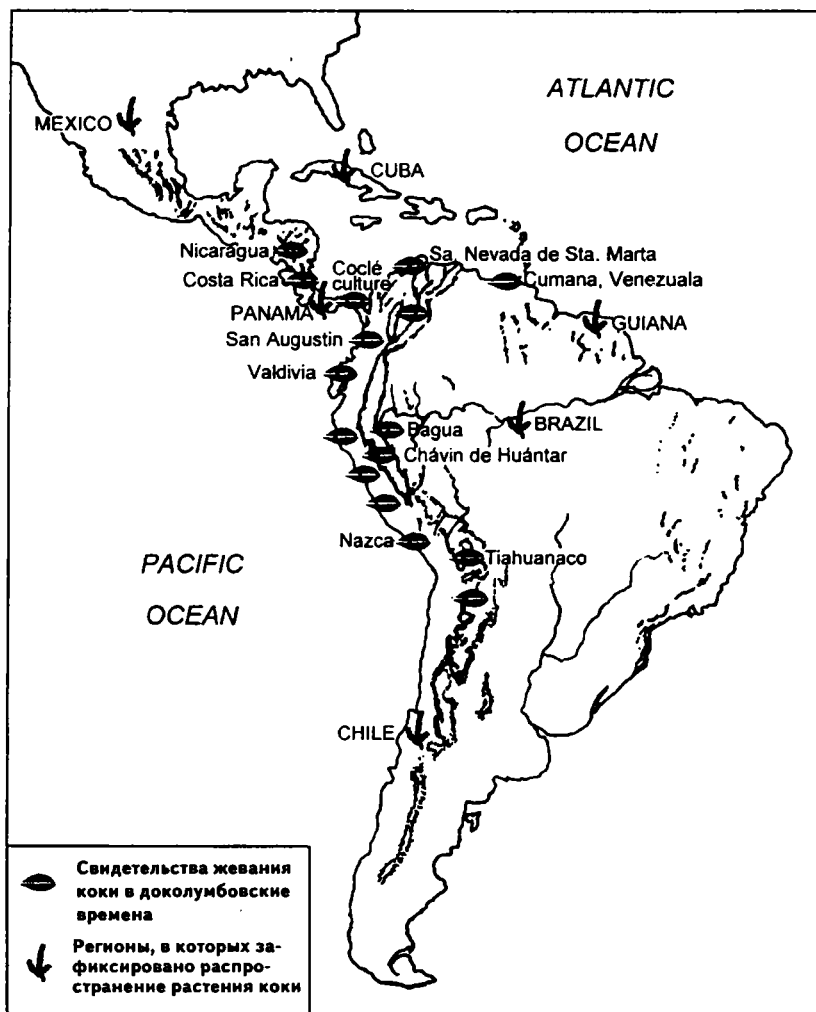 ATLANTIC
OCEAN
MEXICO
CUBA
Nicaragua
Sa. Nevada de Sta. Marta
Costa Rica
Coclé
culture
Cumana, Venezuala
PANAMA
GUIANA
San Augustin
Valdivia
Bagua
BRAZIL
Chávin de Huántar
Nazca
Tiahuanaco
PACIFIC
OCEAN
CHILE
Свидетельства жевания
коки в доколумбовские
времена
Регионы, в которых за-
фиксировано распро-
странение растения коки